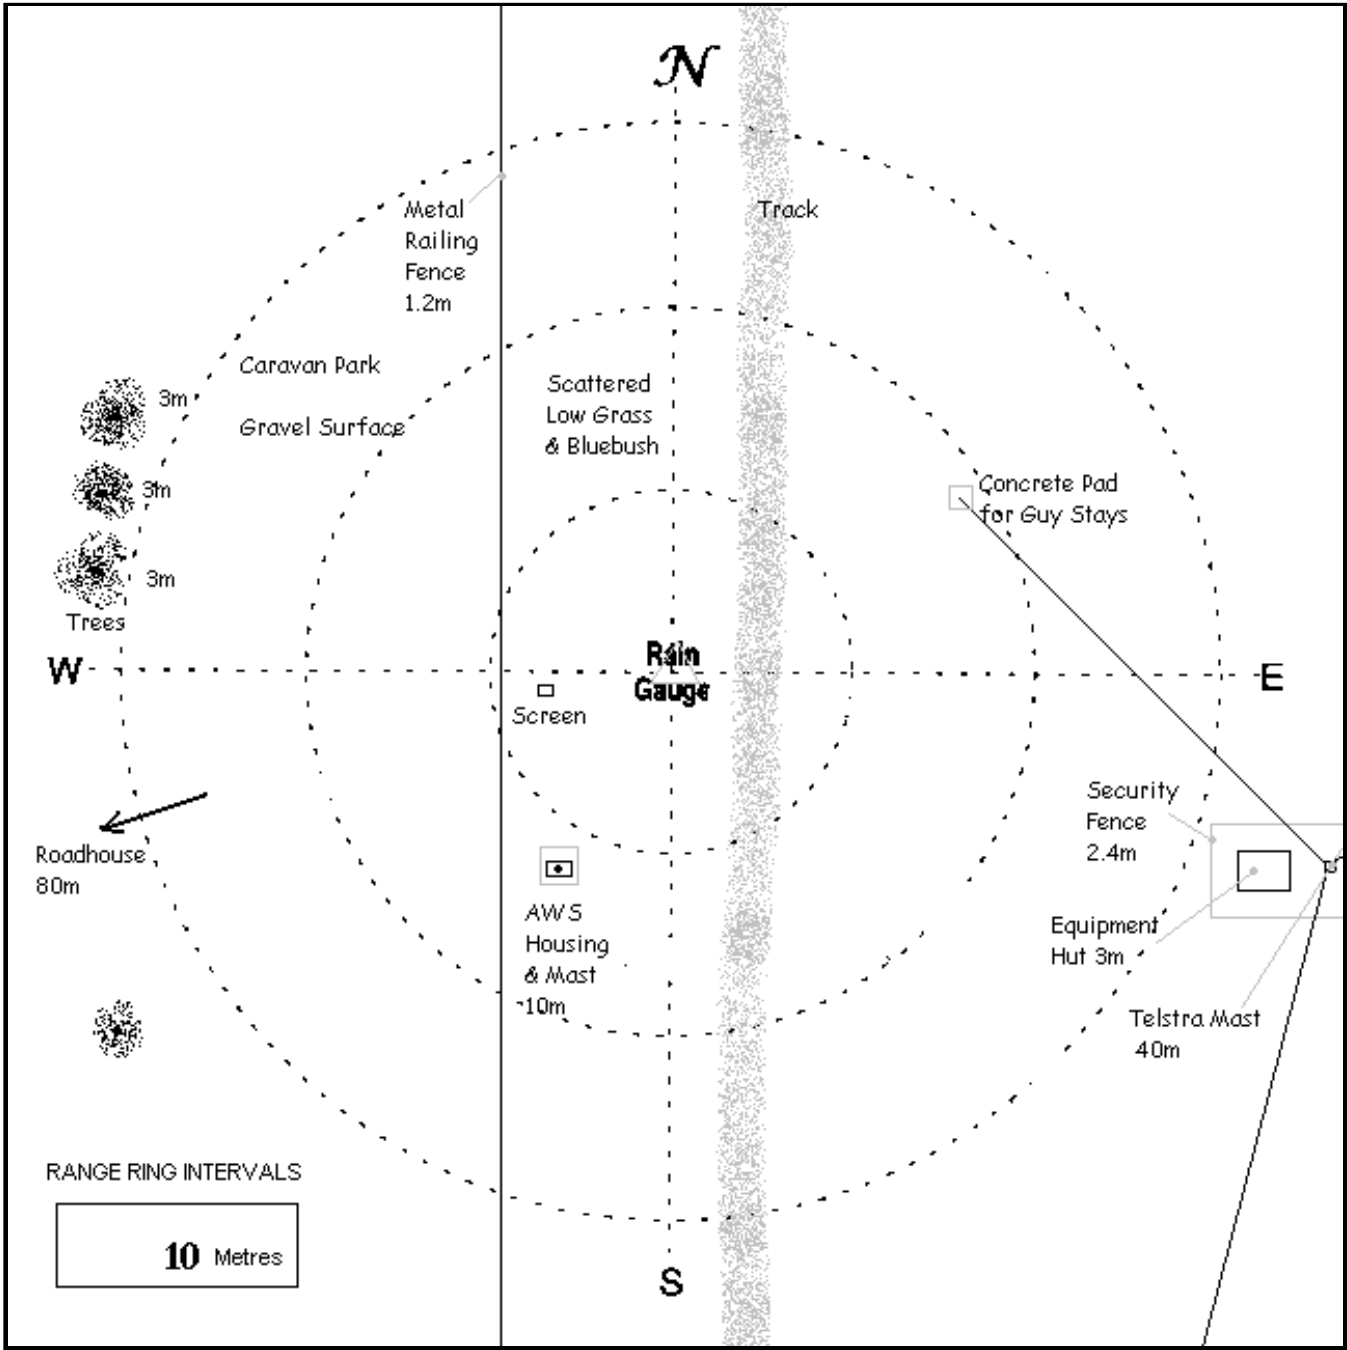 N
Metal
Railing
Fence
1.2m
Track
Caravan Park
Gravel Surface
Scattered
Low Grass
& Bluebush
3m
3m
3m
Trees
Concrete Pad
for Guy Stays
W
Rain
Gauge
E
Screen
Security
Fence
2.4m
Roadhouse
80m
AWS
Housing
& Mast
10m
Equipment
Hut 3m
Telstra Mast
40m
RANGE RING INTERVALS
10 Metres
S